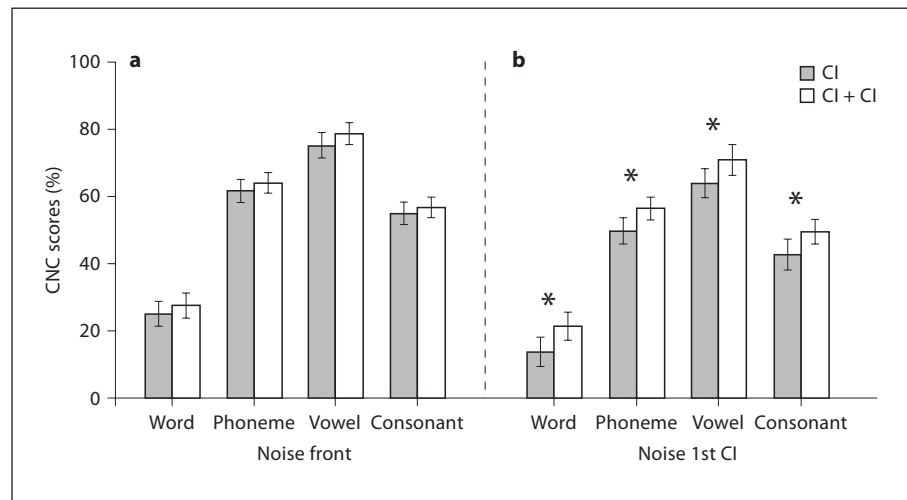 a
b
CI
CI + CI
CNC scores (%)
100
80
60
40
20
0
*
*
*
*
Word Phoneme Vowel Consonant
Word Phoneme Vowel Consonant
Noise front
Noise 1st CI